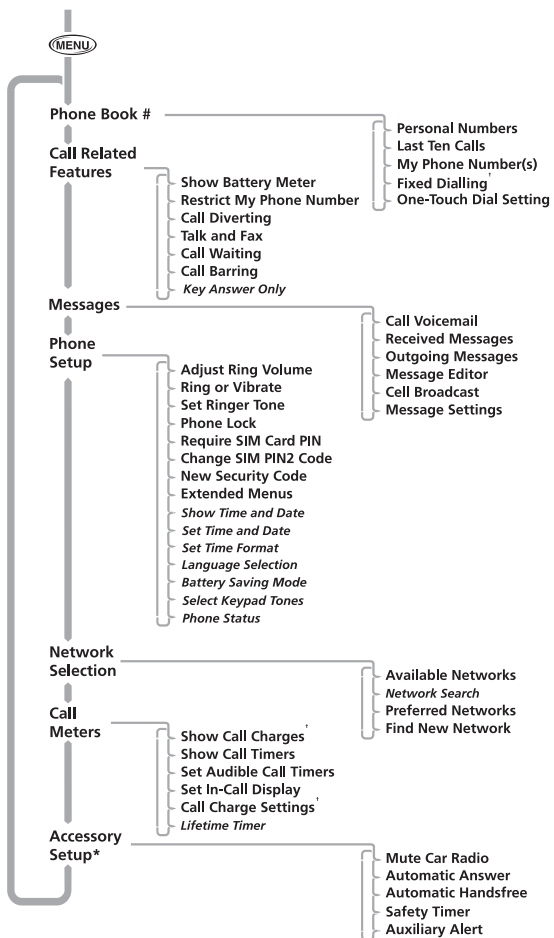 MENU
Phone Book #
Personal Numbers
Last Ten Calls
My Phone Number(s)
Fixed Dialling†
One-Touch Dial Setting
Call Related
Features
Show Battery Meter
Restrict My Phone Number
Call Diverting
Talk and Fax
Call Waiting
Call Barring
Key Answer Only
Messages
Call Voicemail
Received Messages
Outgoing Messages
Message Editor
Cell Broadcast
Message Settings
Phone
Setup
Adjust Ring Volume
Ring or Vibrate
Set Ringer Tone
Phone Lock
Require SIM Card PIN
Change SIM PIN2 Code
New Security Code
Extended Menus
Show Time and Date
Set Time and Date
Set Time Format
Language Selection
Battery Saving Mode
Select Keypad Tones
Phone Status
Network
Selection
Available Networks
Network Search
Preferred Networks
Find New Network
Call
Meters
Show Call Charges†
Show Call Timers
Set Audible Call Timers
Set In-Call Display
Call Charge Settings†
Lifetime Timer
Accessory
Setup*
Mute Car Radio
Automatic Answer
Automatic Handsfree
Safety Timer
Auxiliary Alert